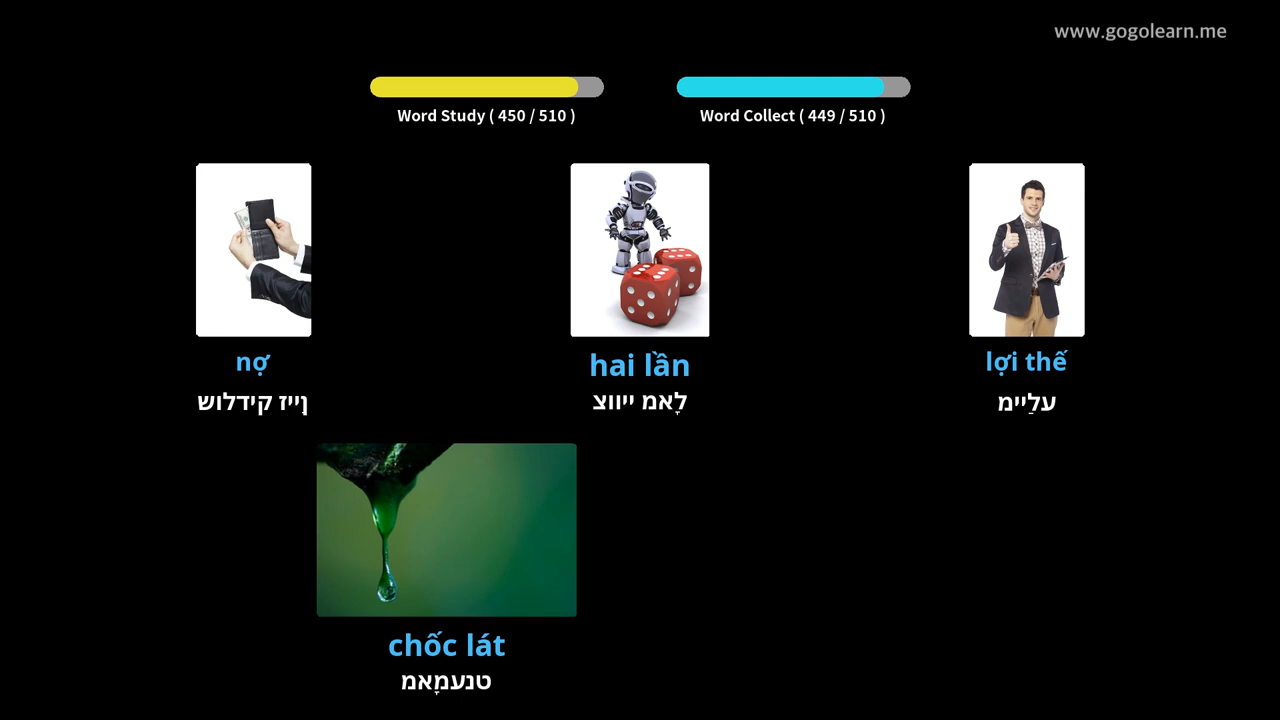 www.gogolearn.me
Word Study ( 450 / 510 )
Word Collect ( 449 / 510 )
nợ
ןַייז קידלוש
hai lần
לָאמ ייווצ
lợi thế
עלַיימ
chốc lát
טנעמָאמ